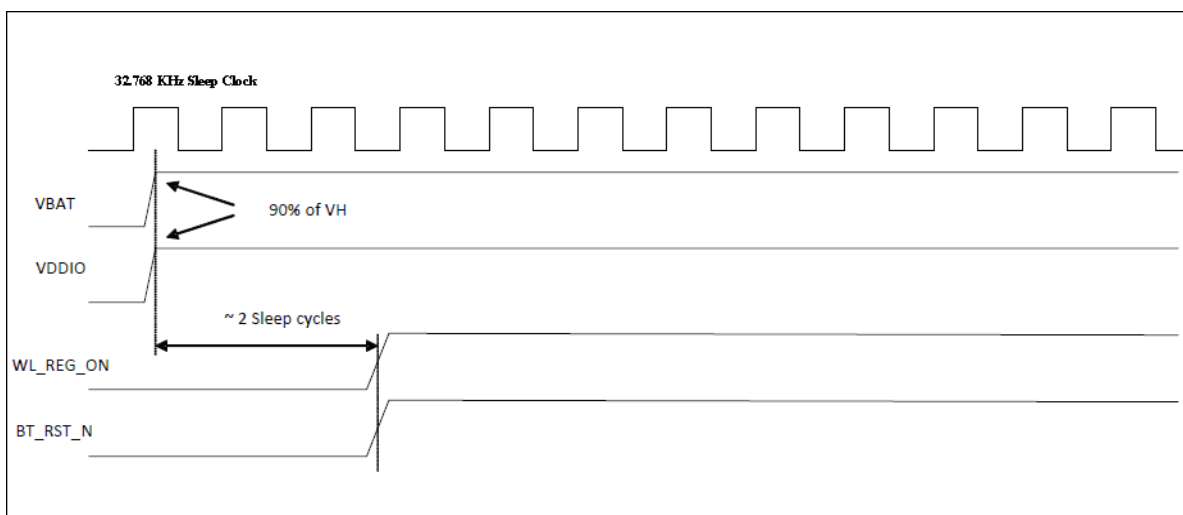 32.768 KHz Sleep Clock
VBAT
90% of VH
VDDIO
~ 2 Sleep cycles
WL_REG_ON
BT_RST_N